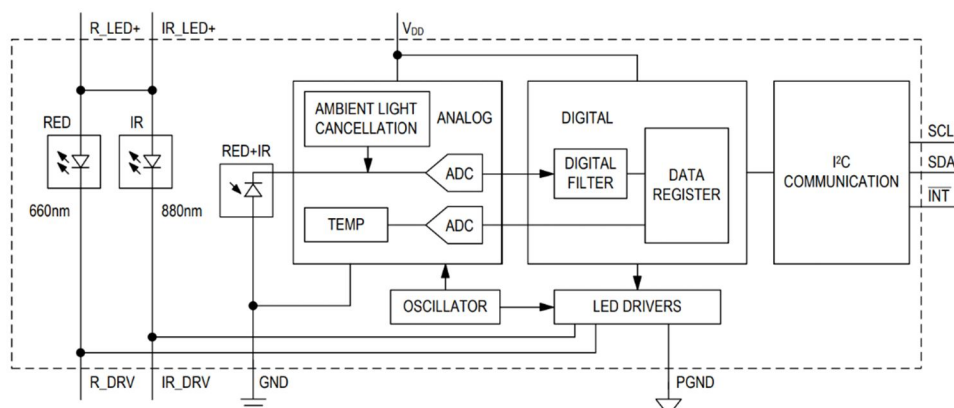 R_LED+
IR_LED+
V_DD
RED
IR
660nm
880nm
RED+IR
AMBIENT LIGHT
CANCELLATION
ANALOG
ADC
TEMP
ADC
DIGITAL
DIGITAL
FILTER
DATA
REGISTER
I²C
COMMUNICATION
SCL
SDA
INT
OSCILLATOR
LED DRIVERS
R_DRV
IR_DRV
GND
PGND